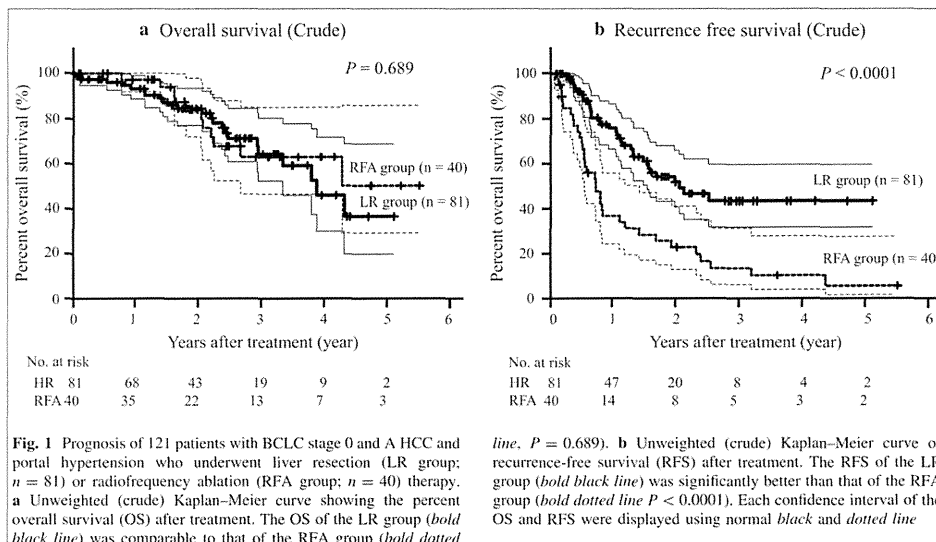 a Overall survival (Crude)
P = 0.689
Percent overall survival (%)
100
80
60
40
20
0
RFA group (n = 40)
LR group (n = 81)
0 1 2 3 4 5 6
Years after treatment (year)
No. at risk
HR 81 68 43 19 9 2
RFA 40 35 22 13 7 3
b Recurrence free survival (Crude)
P < 0.0001
Percent overall survival (%)
100
80
60
40
20
0
LR group (n = 81)
RFA group (n = 40
0 1 2 3 4 5 6
Years after treatment (year)
No. at risk
HR 81 47 20 8 4 2
RFA 40 14 8 5 3 2
Fig. 1 Prognosis of 121 patients with BCLC stage 0 and A HCC and
portal hypertension who underwent liver resection (LR group;
n = 81) or radiofrequency ablation (RFA group; n = 40) therapy.
a Unweighted (crude) Kaplan–Meier curve showing the percent
overall survival (OS) after treatment. The OS of the LR group (bold
black line) was comparable to that of the RFA group (bold dotted
line, P = 0.689). b Unweighted (crude) Kaplan–Meier curve o
recurrence-free survival (RFS) after treatment. The RFS of the LR
group (bold black line) was significantly better than that of the RFA
group (bold dotted line P < 0.0001). Each confidence interval of the
OS and RFS were displayed using normal black and dotted line